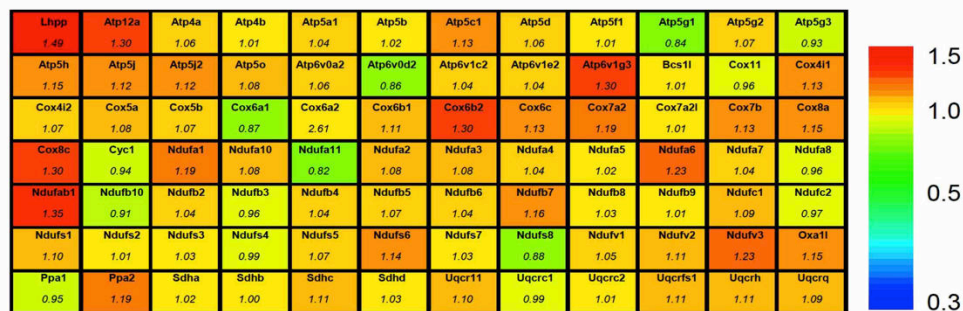 Lhpp Atp12a Atp4a Atp4b Atp5a1 Atp5b Atp5c1 Atp5d Atp5f1 Atp5g1 Atp5g2 Atp5g3
1.49 1.30 1.06 1.01 1.04 1.02 1.13 1.06 1.01 0.84 1.07 0.93
Atp5h Atp5j Atp5j2 Atp5o Atp6v0a2 Atp6v0d2 Atp6v1c2 Atp6v1e2 Atp6v1g3 Bcs1l Cox11 Cox4i1
1.15 1.12 1.12 1.08 1.06 0.86 1.04 1.04 1.30 1.01 0.96 1.13
Cox4i2 Cox5a Cox5b Cox6a1 Cox6a2 Cox6b1 Cox6b2 Cox6c Cox7a2 Cox7a2l Cox7b Cox8a
1.07 1.08 1.07 0.87 2.61 1.11 1.30 1.13 1.19 1.01 1.13 1.15
Cox8c Cyc1 Ndufa1 Ndufa10 Ndufa11 Ndufa2 Ndufa3 Ndufa4 Ndufa5 Ndufa6 Ndufa7 Ndufa8
1.30 0.94 1.19 1.08 0.82 1.08 1.08 1.04 1.02 1.23 1.04 0.96
Ndufab1 Ndufb10 Ndufb2 Ndufb3 Ndufb4 Ndufb5 Ndufb6 Ndufb7 Ndufb8 Ndufb9 Ndufc1 Ndufc2
1.35 0.91 1.04 0.96 1.04 1.07 1.04 1.16 1.03 1.01 1.09 0.97
Ndufs1 Ndufs2 Ndufs3 Ndufs4 Ndufs5 Ndufs6 Ndufs7 Ndufs8 Ndufv1 Ndufv2 Ndufv3 Oxa1l
1.10 1.01 1.03 0.99 1.07 1.14 1.03 0.88 1.05 1.11 1.23 1.15
Ppa1 Ppa2 Sdha Sdhb Sdhc Sdhd Uqcr11 Uqcrc1 Uqcrc2 Uqcrfs1 Uqcrh Uqcrq
0.95 1.19 1.02 1.00 1.11 1.03 1.10 0.99 1.01 1.11 1.11 1.09
1.5
1.0
0.5
0.3